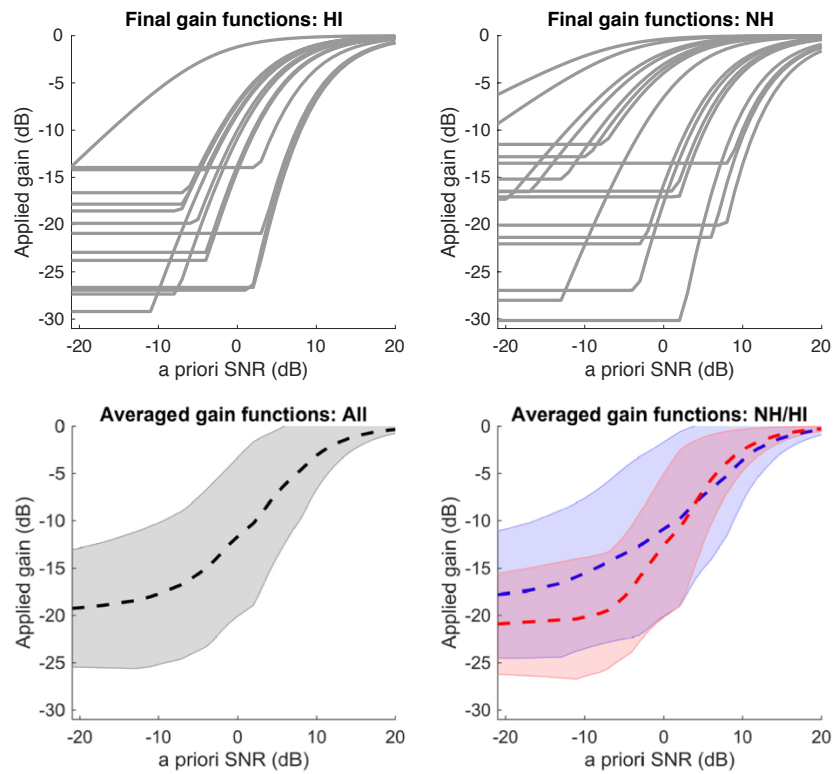 Final gain functions: HI
0
-5
-10
-15
-20
-25
-30
Applied gain (dB)
-20 -10 0 10 20
a priori SNR (dB)
Final gain functions: NH
0
-5
-10
-15
-20
-25
-30
Applied gain (dB)
-20 -10 0 10 20
a priori SNR (dB)
Averaged gain functions: All
0
-5
-10
-15
-20
-25
-30
Applied gain (dB)
-20 -10 0 10 20
a priori SNR (dB)
Averaged gain functions: NH/HI
0
-5
-10
-15
-20
-25
-30
Applied gain (dB)
-20 -10 0 10 20
a priori SNR (dB)